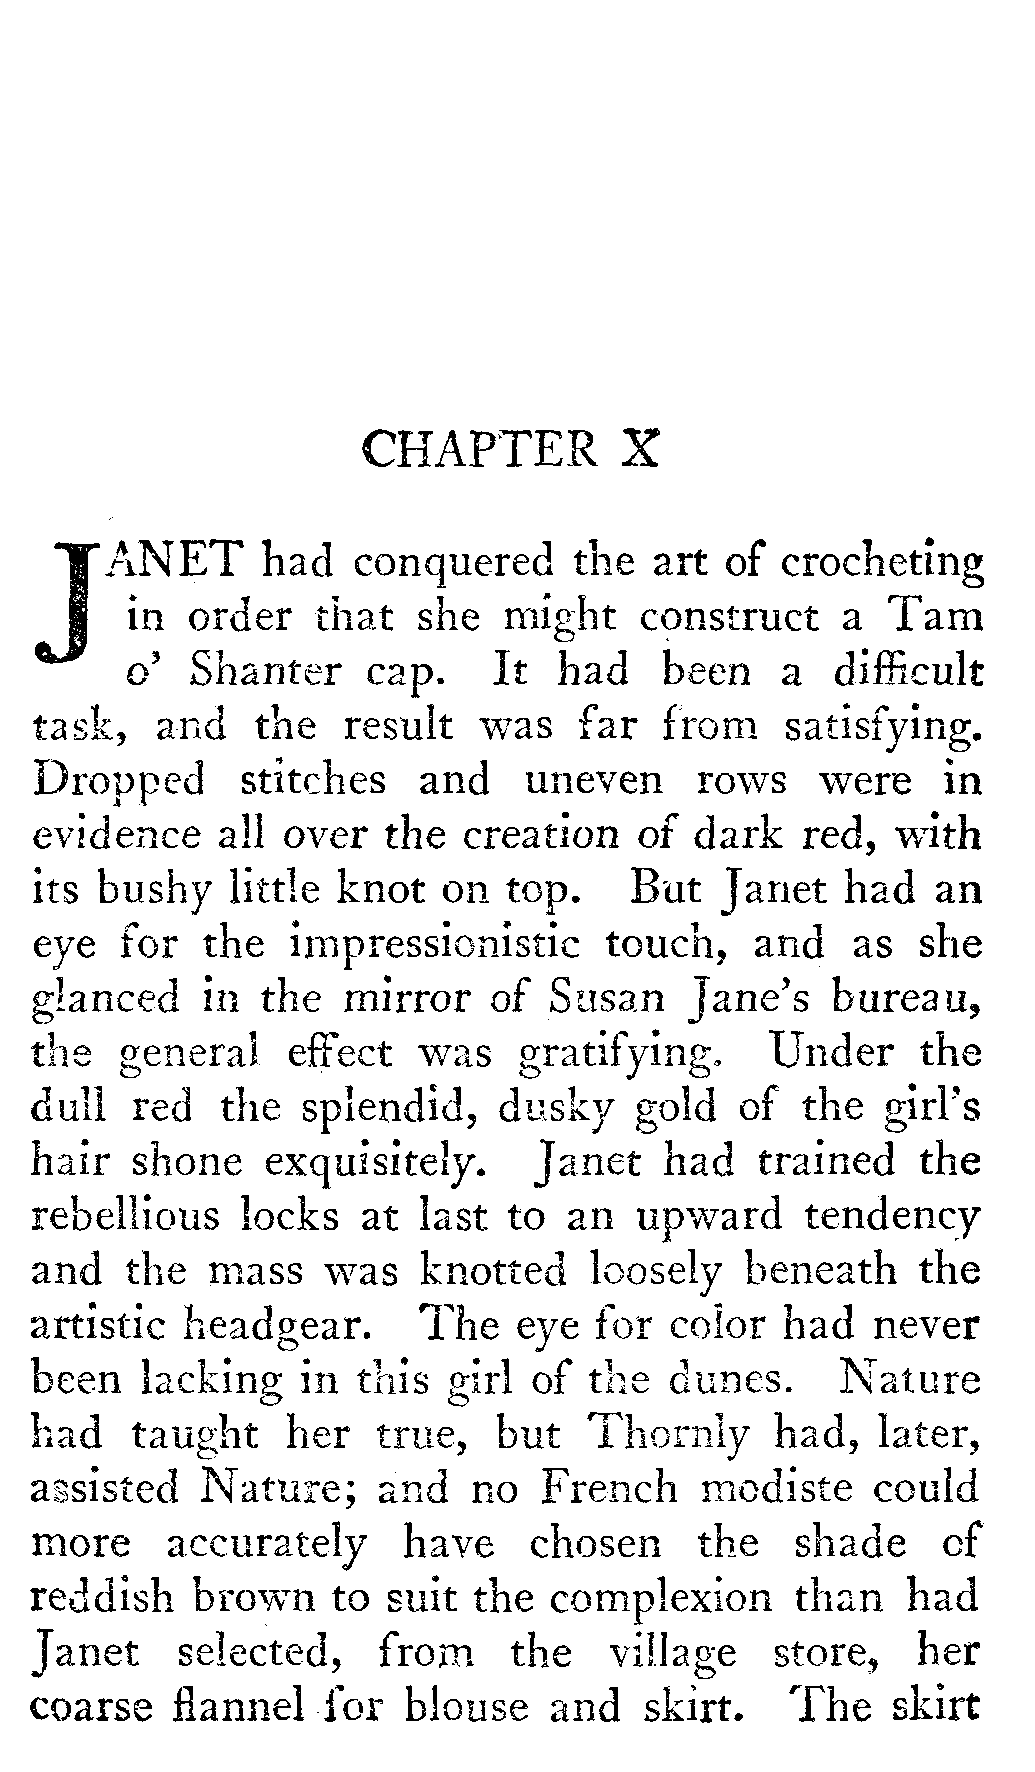 CHAPTER X
JANET had conquered the art of crocheting
in order that she might construct a Tam
o' Shanter cap. It had been a difficult
task, and the result was far from satisfying.
Dropped stitches and uneven rows were in
evidence all over the creation of dark red, with
its bushy little knot on top. But Janet had an
eye for the impressionistic touch, and as she
glanced in the mirror of Susan Jane's bureau,
the general effect was gratifying. Under the
dull red the splendid, dusky gold of the girl's
hair shone exquisitely. Janet had trained the
rebellious locks at last to an upward tendency
and the mass was knotted loosely beneath the
artistic headgear. The eye for color had never
been lacking in this girl of the dunes. Nature
had taught her true, but Thornly had, later,
assisted Nature; and no French modiste could
more accurately have chosen the shade of
reddish brown to suit the complexion than had
Janet selected, from the village store, her
coarse flannel for blouse and skirt. The skirt